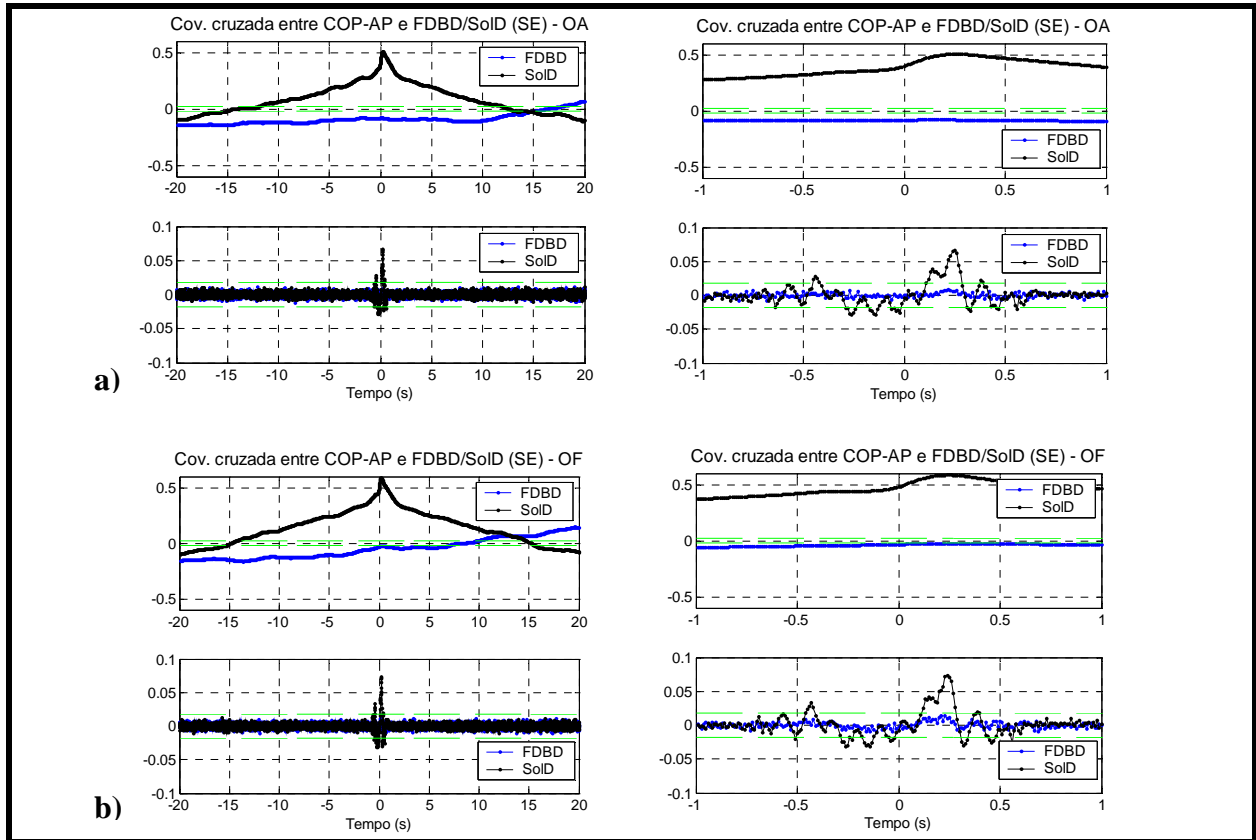 Cov. cruzada entre COP-AP e FDBD/SolD (SE) - OA
0.5
0
-0.5
-20 -15 -10 -5 0 5 10 15 20
FDBD
SolD
Cov. cruzada entre COP-AP e FDBD/SolD (SE) - OA
0.5
0
-0.5
-1 -0.5 0 0.5 1
FDBD
SolD
0.1
0.05
0
-0.05
-0.1
-20 -15 -10 -5 0 5 10 15 20
Tempo (s)
FDBD
SolD
0.1
0.05
0
-0.05
-0.1
-1 -0.5 0 0.5 1
Tempo (s)
FDBD
SolD
a)
Cov. cruzada entre COP-AP e FDBD/SolD (SE) - OF
0.5
0
-0.5
-20 -15 -10 -5 0 5 10 15 20
FDBD
SolD
Cov. cruzada entre COP-AP e FDBD/SolD (SE) - OF
0.5
0
-0.5
-1 -0.5 0 0.5 1
FDBD
SolD
0.1
0.05
0
-0.05
-0.1
-20 -15 -10 -5 0 5 10 15 20
Tempo (s)
FDBD
SolD
0.1
0.05
0
-0.05
-0.1
-1 -0.5 0 0.5 1
Tempo (s)
FDBD
SolD
b)